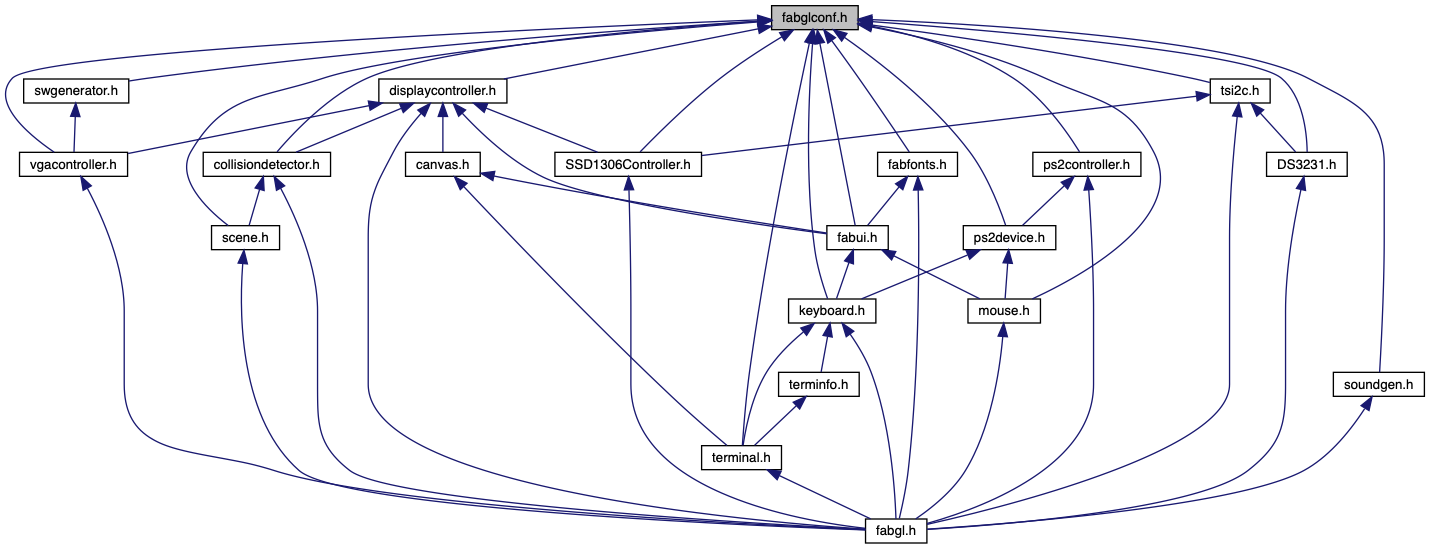 fabglconf.h
swgenerator.h
displaycontroller.h
tsi2c.h
vgacontroller.h
collisiondetector.h
canvas.h
SSD1306Controller.h
fabfonts.h
ps2controller.h
DS3231.h
scene.h
fabui.h
ps2device.h
keyboard.h
mouse.h
terminfo.h
soundgen.h
terminal.h
fabgl.h